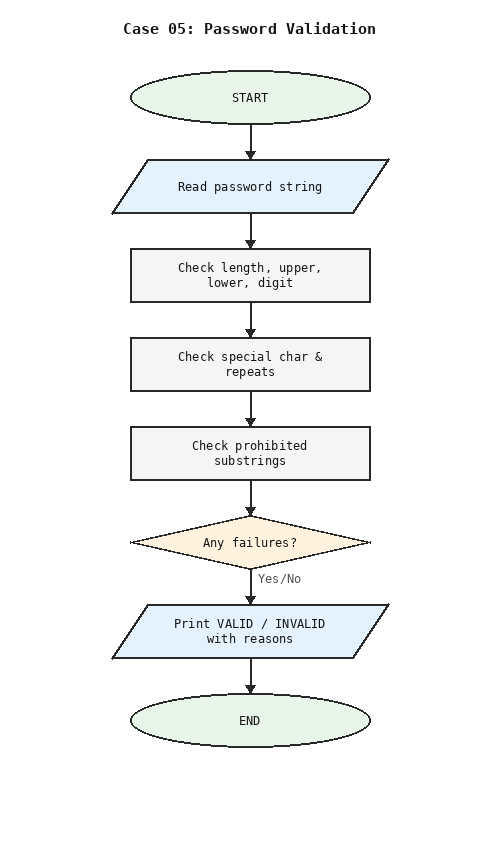 Case 05: Password Validation
START
Read password string
Check length, upper,
lower, digit
Check special char &
repeats
Check prohibited
substrings
Any failures?
Yes/No
Print VALID / INVALID
with reasons
END